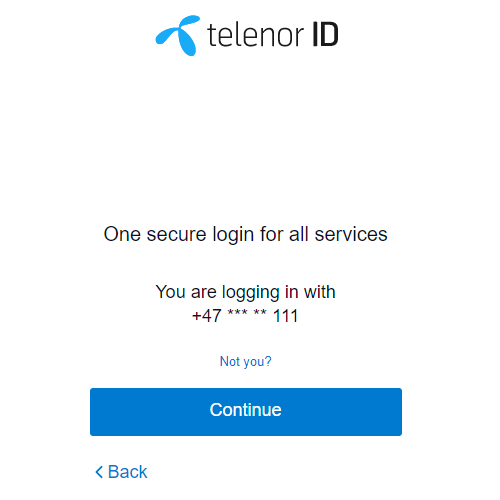 telenor ID
One secure login for all services
You are logging in with
+47 *** ** 111
Not you?
Continue
Back